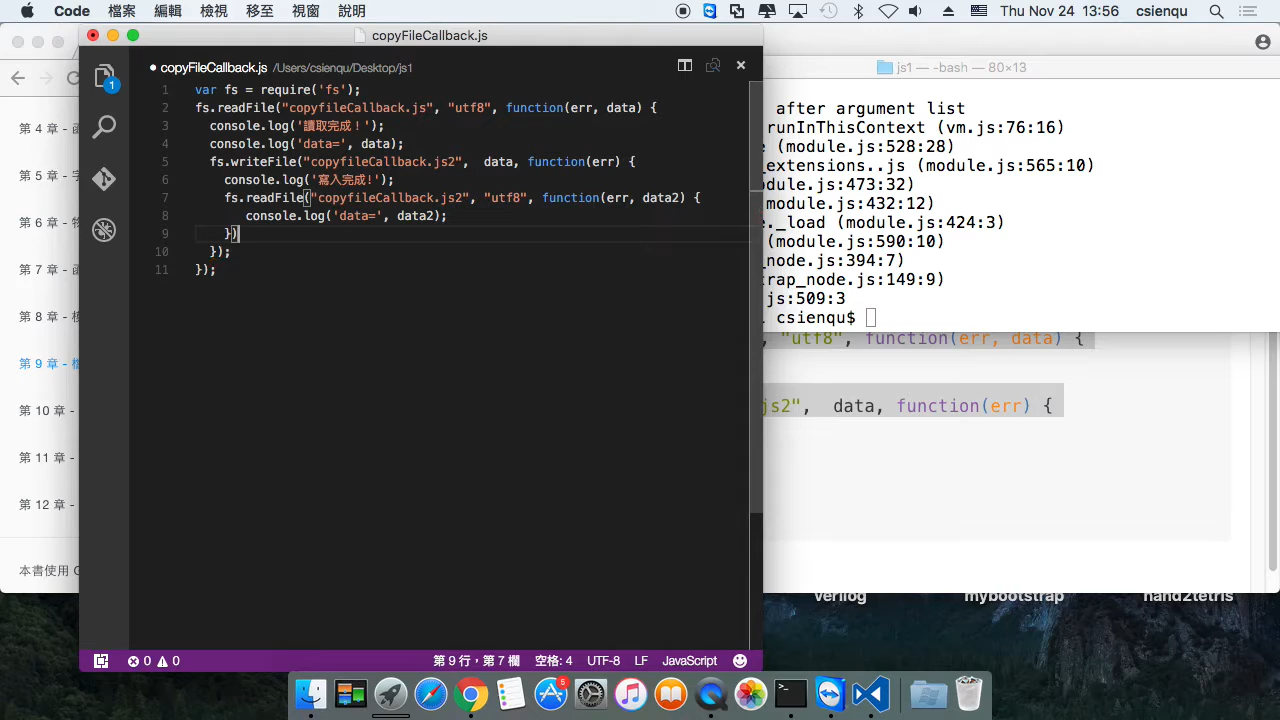 Code 檔案 編輯 檢視 移至 視窗 說明 Thu Nov 24 13:56 csienqu
copyFileCallback.js
copyFileCallback.js /Users/csienqu/Desktop/js1
1
1 var fs = require('fs');
2 fs.readFile("copyfileCallback.js", "utf8", function(err, data) {
3 console.log('讀取完成！');
4 console.log('data=', data);
5 fs.writeFile("copyfileCallback.js2", data, function(err) {
6 console.log('寫入完成!');
7 fs.readFile("copyfileCallback.js2", "utf8", function(err, data2) {
8 console.log('data=', data2);
9 })
10 });
11 });
0 0 第 9 行，第 7 欄 空格: 4 UTF-8 LF JavaScript
js1 — -bash — 80×13
after argument list
runInThisContext (vm.js:76:16)
(module.js:528:28)
_extensions..js (module.js:565:10)
module.js:473:32)
module.js:432:12)
._load (module.js:424:3)
(module.js:590:10)
_node.js:394:7)
trap_node.js:149:9)
js:509:3
csienqu$
, "utf8", function(err, data) {
js2", data, function(err) {
第 4 章 -
第 5 章 -
第 6 章 -
第 7 章 -
第 8 章 -
第 9 章 -
第 10 章 -
第 11 章 -
第 12 章 -
本書使用
verilog mybootstrap nand2tetris
5